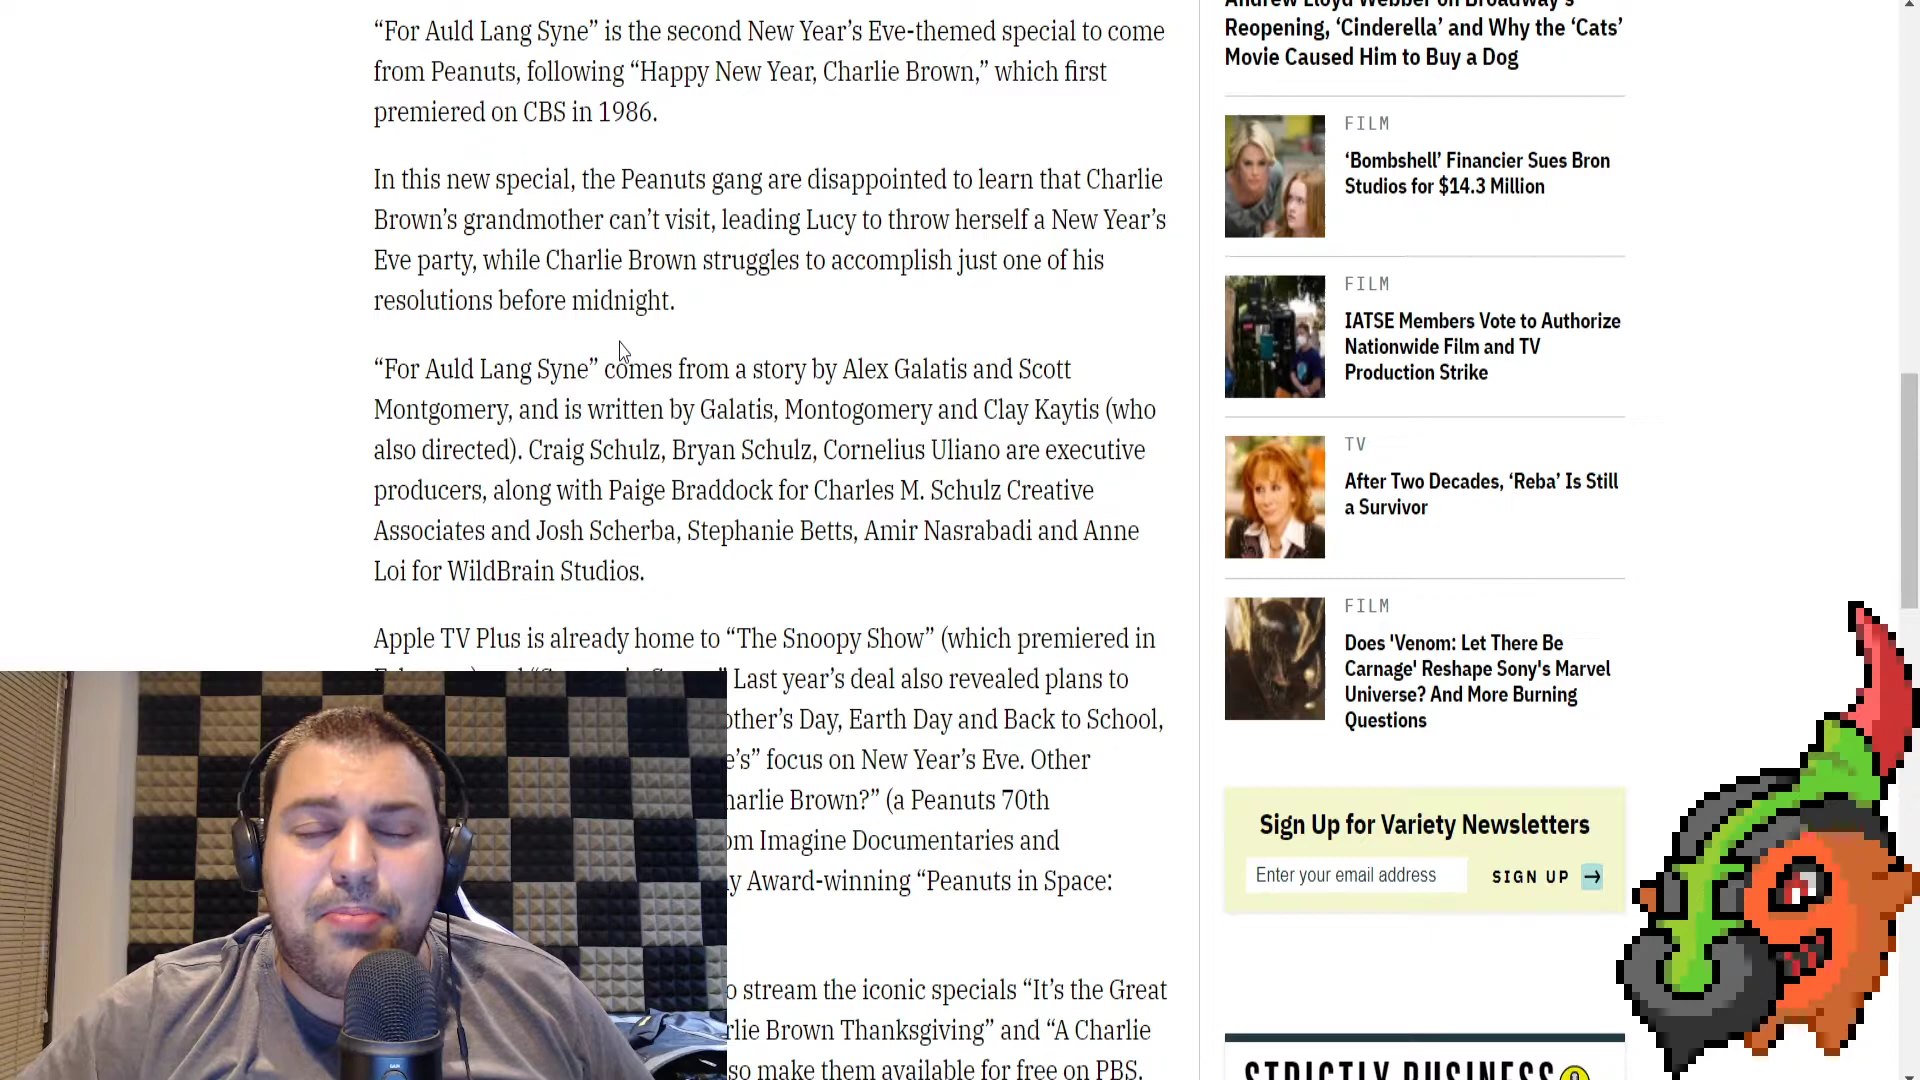 “For Auld Lang Syne” is the second New Year’s Eve-themed special to come
from Peanuts, following “Happy New Year, Charlie Brown,” which first
premiered on CBS in 1986.
In this new special, the Peanuts gang are disappointed to learn that Charlie
Brown’s grandmother can’t visit, leading Lucy to throw herself a New Year’s
Eve party, while Charlie Brown struggles to accomplish just one of his
resolutions before midnight.
“For Auld Lang Syne” comes from a story by Alex Galatis and Scott
Montgomery, and is written by Galatis, Montogomery and Clay Kaytis (who
also directed). Craig Schulz, Bryan Schulz, Cornelius Uliano are executive
producers, along with Paige Braddock for Charles M. Schulz Creative
Associates and Josh Scherba, Stephanie Betts, Amir Nasrabadi and Anne
Loi for WildBrain Studios.
Apple TV Plus is already home to “The Snoopy Show” (which premiered in
Last year’s deal also revealed plans to
other’s Day, Earth Day and Back to School,
e’s” focus on New Year’s Eve. Other
harlie Brown?” (a Peanuts 70th
om Imagine Documentaries and
y Award-winning “Peanuts in Space:
o stream the iconic specials “It’s the Great
rlie Brown Thanksgiving” and “A Charlie
so make them available for free on PBS.
Andrew Lloyd Webber on Broadway’s
Reopening, ‘Cinderella’ and Why the ‘Cats’
Movie Caused Him to Buy a Dog
FILM
‘Bombshell’ Financier Sues Bron
Studios for $14.3 Million
FILM
IATSE Members Vote to Authorize
Nationwide Film and TV
Production Strike
TV
After Two Decades, ‘Reba’ Is Still
a Survivor
FILM
Does 'Venom: Let There Be
Carnage' Reshape Sony's Marvel
Universe? And More Burning
Questions
Sign Up for Variety Newsletters
Enter your email address
SIGN UP →
STRICTLY BUSINESS